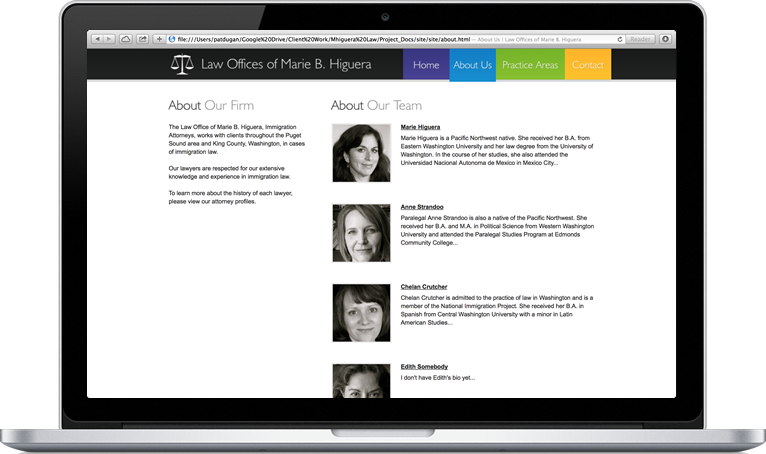 file:///Users/patdugan/Google%20Drive/Client%20Work/Mhiguera%20Law/Project_Docs/site/site/about.html — About Us | Law Offices of Marie B. Higuera
Reader
Law Offices of Marie B. Higuera
Home
About Us
Practice Areas
Contact
About Our Firm
The Law Office of Marie B. Higuera, Immigration
Attorneys, works with clients throughout the Puget
Sound area and King County, Washington, in cases
of immigration law.
Our lawyers are respected for our extensive
knowledge and experience in immigration law.
To learn more about the history of each lawyer,
please view our attorney profiles.
About Our Team
Marie Higuera
Marie Higuera is a Pacific Northwest native. She received her B.A. from
Eastern Washington University and her law degree from the University of
Washington. In the course of her studies, she also attended the
Universidad Nacional Autonoma de Mexico in Mexico City...
Anne Strandoo
Paralegal Anne Strandoo is also a native of the Pacific Northwest. She
received her B.A. and M.A. in Political Science from Western Washington
University and attended the Paralegal Studies Program at Edmonds
Community College...
Chelan Crutcher
Chelan Crutcher is admitted to the practice of law in Washington and is a
member of the National Immigration Project. She received her B.A. in
Spanish from Central Washington University with a minor in Latin
American Studies...
Edith Somebody
I don't have Edith's bio yet...